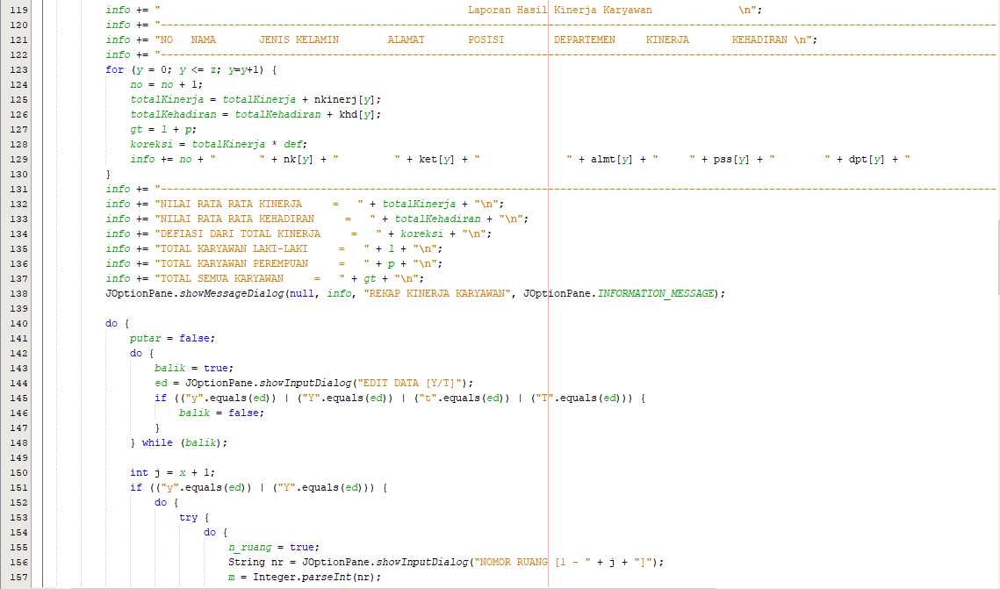 119 info += "                                                  Laporan Hasil Kinerja Karyawan              \n";
120 info += "----------------------------------------------------------------------------------------------------------------------------------------
121 info += "NO   NAMA       JENIS KELAMIN        ALAMAT       POSISI        DEPARTEMEN     KINERJA       KEHADIRAN \n";
122 info += "----------------------------------------------------------------------------------------------------------------------------------------
123 for (y = 0; y <= z; y=y+1) {
124     no = no + 1;
125     totalKinerja = totalKinerja + nkinerj[y];
126     totalKehadiran = totalKehadiran + khd[y];
127     gt = l + p;
128     koreksi = totalKinerja * def;
129     info += no + "       " + nk[y] + "         " + ket[y] + "              " + almt[y] + "     " + pss[y] + "        " + dpt[y] + "
130 }
131 info += "----------------------------------------------------------------------------------------------------------------------------------------
132 info += "NILAI RATA RATA KINERJA     =   " + totalKinerja + "\n";
133 info += "NILAI RATA RATA KEHADIRAN     =   " + totalKehadiran + "\n";
134 info += "DEFIASI DARI TOTAL KINERJA     =   " + koreksi + "\n";
135 info += "TOTAL KARYAWAN LAKI-LAKI     =   " + l + "\n";
136 info += "TOTAL KARYAWAN PEREMPUAN     =   " + p + "\n";
137 info += "TOTAL SEMUA KARYAWAN     =   " + gt + "\n";
138 JOptionPane.showMessageDialog(null, info, "REKAP KINERJA KARYAWAN", JOptionPane.INFORMATION_MESSAGE);
139
140 do {
141     putar = false;
142     do {
143         balik = true;
144         ed = JOptionPane.showInputDialog("EDIT DATA [Y/T]");
145         if (("y".equals(ed)) | ("Y".equals(ed)) | ("t".equals(ed)) | ("T".equals(ed))) {
146             balik = false;
147         }
148     } while (balik);
149
150     int j = x + 1;
151     if (("y".equals(ed)) | ("Y".equals(ed))) {
152         do {
153             try {
154                 do {
155                     n_ruang = true;
156                     String nr = JOptionPane.showInputDialog("NOMOR RUANG [1 - " + j + "]");
157                     m = Integer.parseInt(nr);